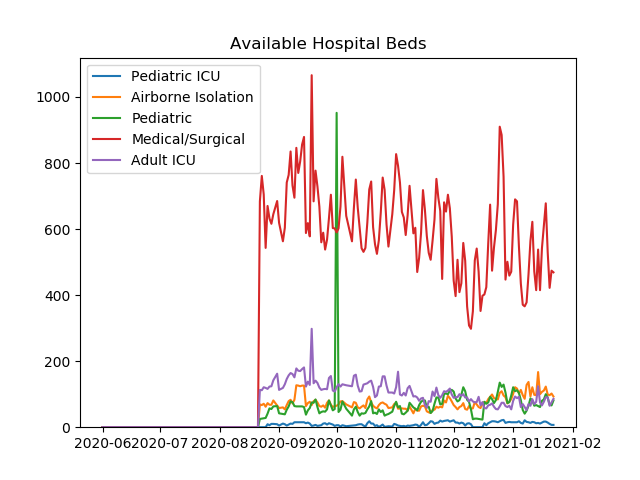 Available Hospital Beds
Pediatric ICU
Airborne Isolation
Pediatric
Medical/Surgical
Adult ICU
1000
800
600
400
200
0
2020-06 2020-07 2020-08 2020-09 2020-10 2020-11 2020-12 2021-01 2021-02